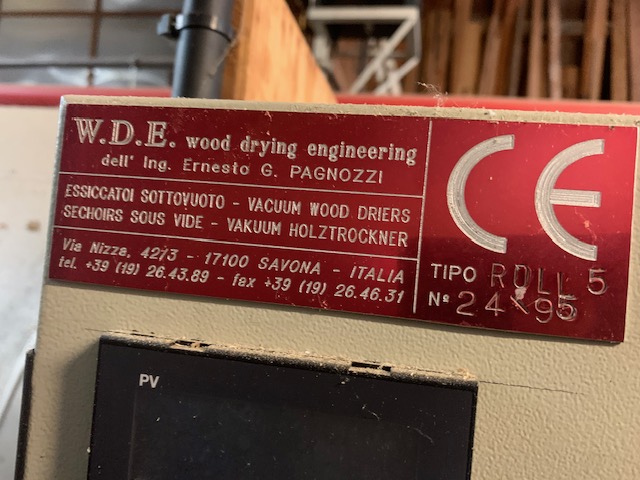 W.D.E. wood drying engineering
dell' Ing. Ernesto G. PAGNOZZI
ESSICCATOI SOTTOVUOTO - VACUUM WOOD DRIERS
SECHOIRS SOUS VIDE - VAKUUM HOLZTROCKNER
Via Nizza, 42/3 - 17100 SAVONA - ITALIA
tel. +39 (19) 26.43.89 - fax +39 (19) 26.46.31
CE
TIPO ROLL 5
Nº 24\95
PV